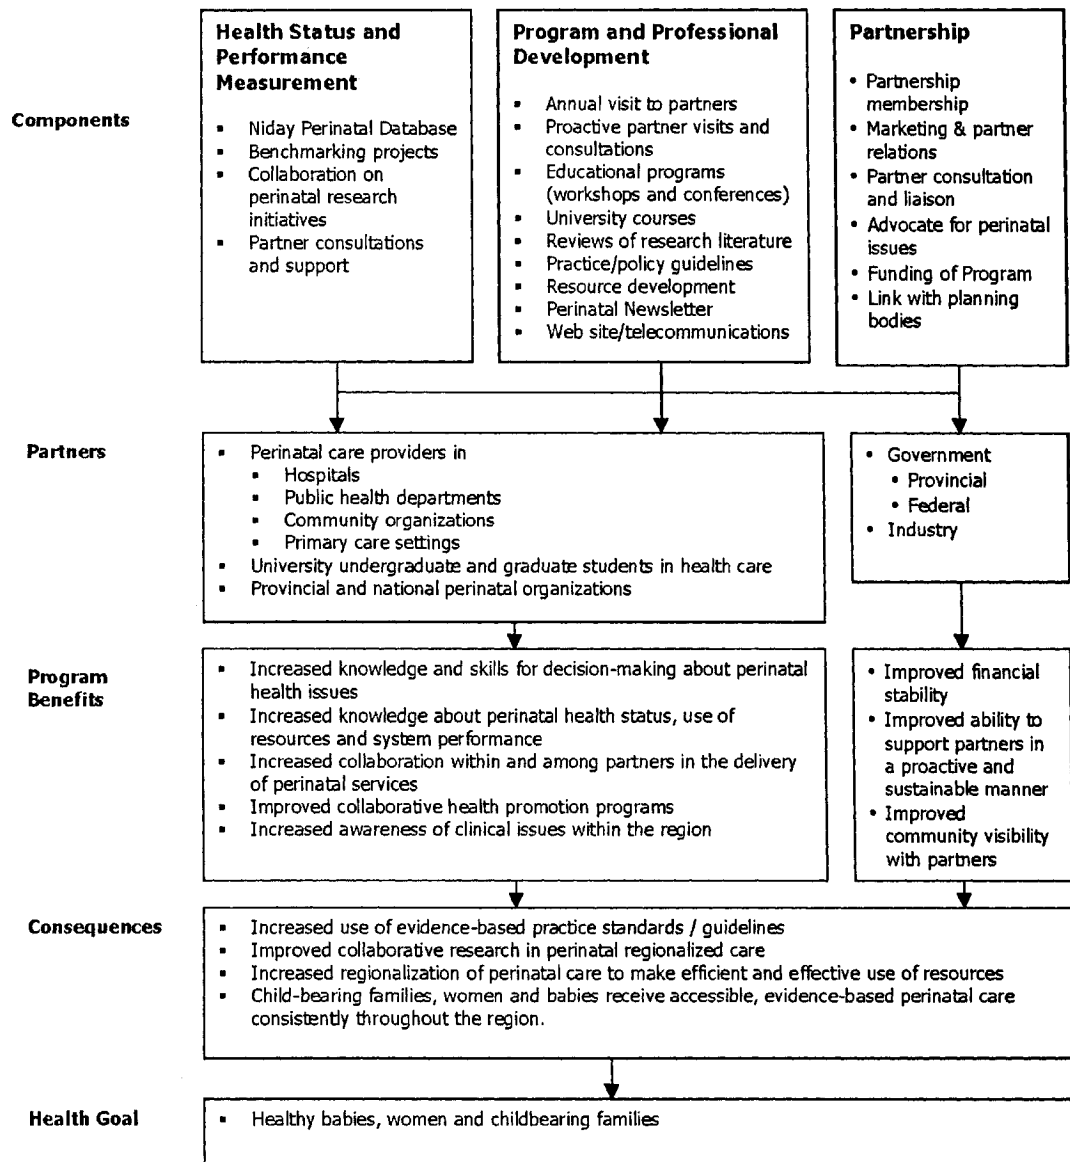 Components
Health Status and
Performance
Measurement
▪ Niday Perinatal Database
▪ Benchmarking projects
▪ Collaboration on
perinatal research
initiatives
▪ Partner consultations
and support
Program and Professional
Development
▪ Annual visit to partners
▪ Proactive partner visits and
consultations
▪ Educational programs
(workshops and conferences)
▪ University courses
▪ Reviews of research literature
▪ Practice/policy guidelines
▪ Resource development
▪ Perinatal Newsletter
▪ Web site/telecommunications
Partnership
• Partnership
membership
• Marketing & partner
relations
• Partner consultation
and liaison
• Advocate for perinatal
issues
• Funding of Program
• Link with planning
bodies
Partners
▪ Perinatal care providers in
▪ Hospitals
▪ Public health departments
▪ Community organizations
▪ Primary care settings
▪ University undergraduate and graduate students in health care
▪ Provincial and national perinatal organizations
• Government
• Provincial
• Federal
• Industry
Program
Benefits
▪ Increased knowledge and skills for decision-making about perinatal
health issues
▪ Increased knowledge about perinatal health status, use of
resources and system performance
▪ Increased collaboration within and among partners in the delivery
of perinatal services
▪ Improved collaborative health promotion programs
▪ Increased awareness of clinical issues within the region
• Improved financial
stability
• Improved ability to
support partners in
a proactive and
sustainable manner
• Improved
community visibility
with partners
Consequences
▪ Increased use of evidence-based practice standards / guidelines
▪ Improved collaborative research in perinatal regionalized care
▪ Increased regionalization of perinatal care to make efficient and effective use of resources
▪ Child-bearing families, women and babies receive accessible, evidence-based perinatal care
consistently throughout the region.
Health Goal
▪ Healthy babies, women and childbearing families